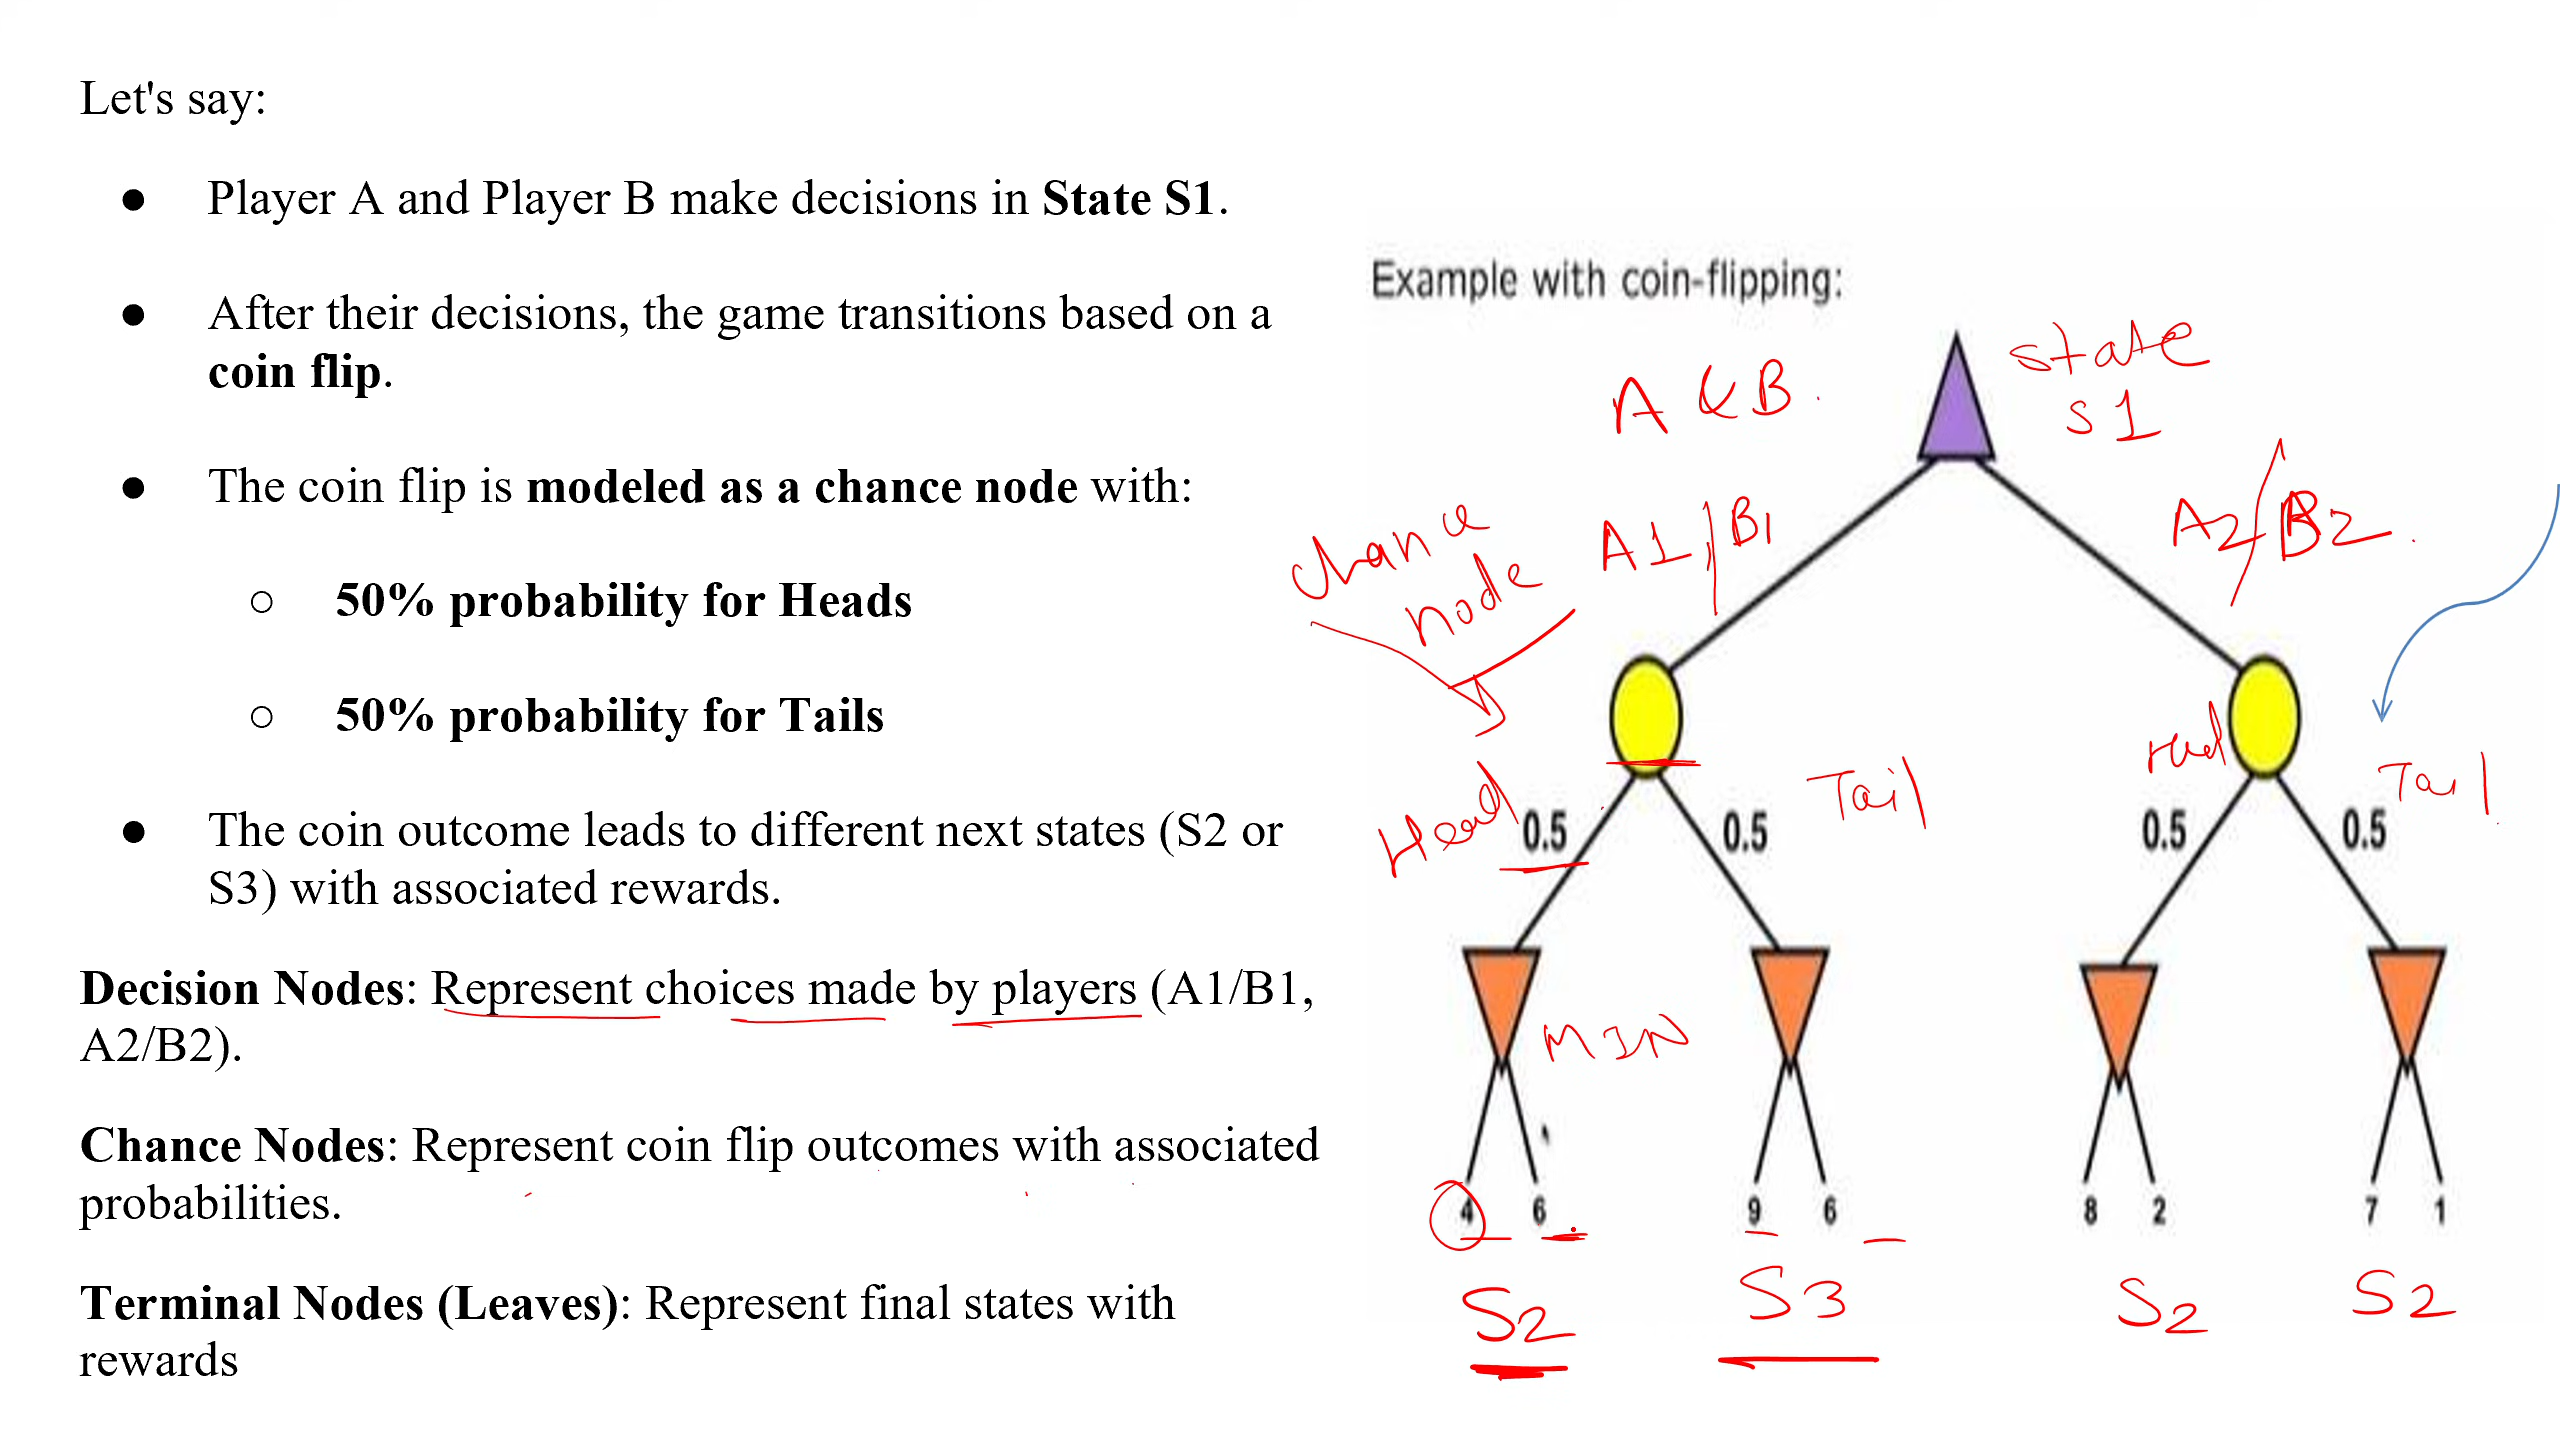 Let's say:
● Player A and Player B make decisions in State S1.
● After their decisions, the game transitions based on a
coin flip.
● The coin flip is modeled as a chance node with:
○ 50% probability for Heads
○ 50% probability for Tails
● The coin outcome leads to different next states (S2 or
S3) with associated rewards.
Decision Nodes: Represent choices made by players (A1/B1,
A2/B2).
Chance Nodes: Represent coin flip outcomes with associated
probabilities.
Terminal Nodes (Leaves): Represent final states with
rewards
Example with coin-flipping:
A & B.
State
S1
Chance
node
A1/B1
A2/B2.
Head
Tail
Tail
0.5 0.5 0.5 0.5
MIN
4 6 9 6 8 2 7 1
S2 S3 S2 S2